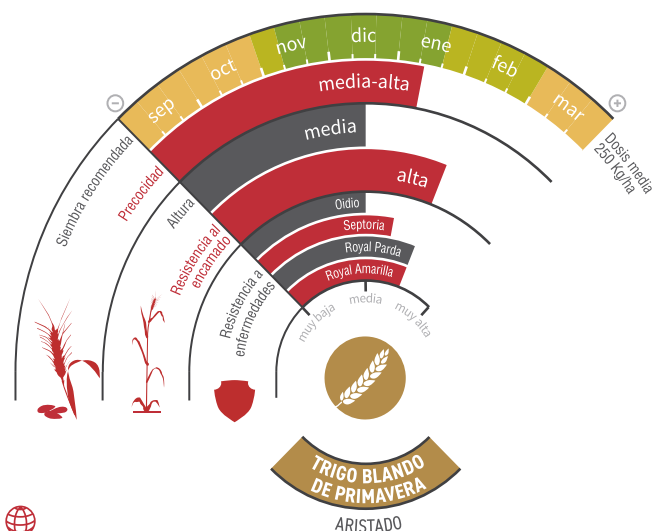 sep
oct
nov
dic
ene
feb
mar
Siembra recomendada
Dosis media
250 Kg/ha
Precocidad
media-alta
Altura
media
Resistencia al
encamado
alta
Resistencia a
enfermedades
Oidio
Septoria
Royal Parda
Royal Amarilla
muy baja
media
muy alta
TRIGO BLANDO
DE PRIMAVERA
ARISTADO